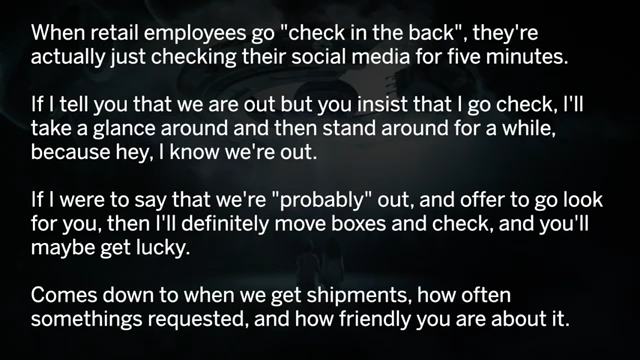 When retail employees go "check in the back", they're
actually just checking their social media for five minutes.
If I tell you that we are out but you insist that I go check, I'll
take a glance around and then stand around for a while,
because hey, I know we're out.
If I were to say that we're "probably" out, and offer to go look
for you, then I'll definitely move boxes and check, and you'll
maybe get lucky.
Comes down to when we get shipments, how often
somethings requested, and how friendly you are about it.